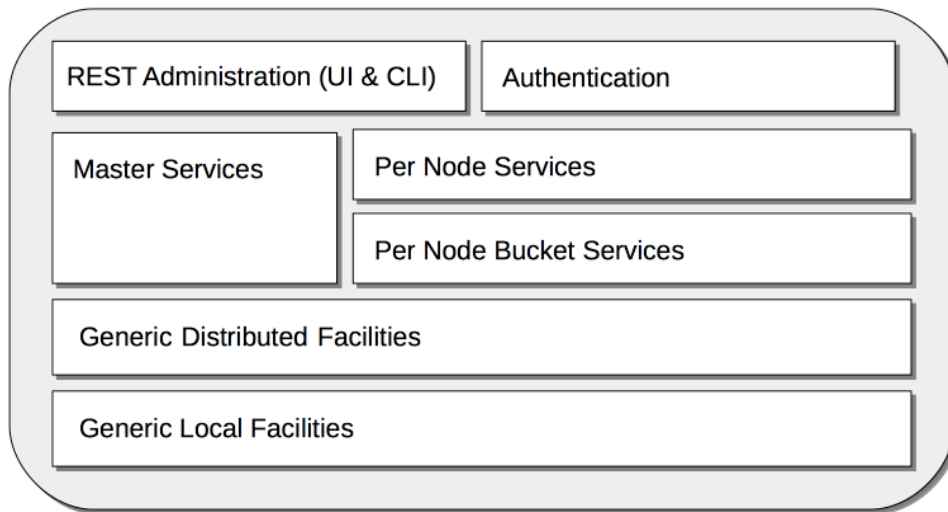 REST Administration (UI & CLI)
Authentication
Master Services
Per Node Services
Per Node Bucket Services
Generic Distributed Facilities
Generic Local Facilities